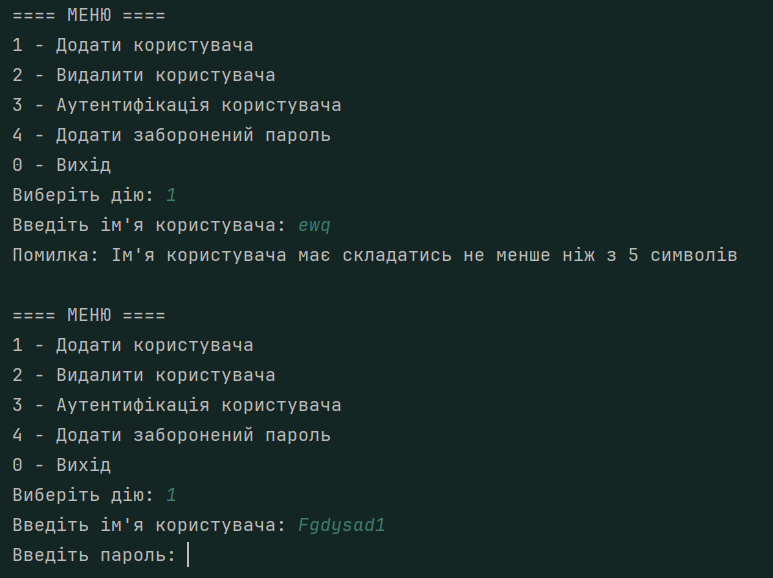 ==== МЕНЮ ====
1 - Додати користувача
2 - Видалити користувача
3 - Аутентифікація користувача
4 - Додати заборонений пароль
0 - Вихід
Виберіть дію: 1
Введіть ім'я користувача: ewq
Помилка: Ім'я користувача має складатись не менше ніж з 5 символів
==== МЕНЮ ====
1 - Додати користувача
2 - Видалити користувача
3 - Аутентифікація користувача
4 - Додати заборонений пароль
0 - Вихід
Виберіть дію: 1
Введіть ім'я користувача: Fgdysad1
Введіть пароль: